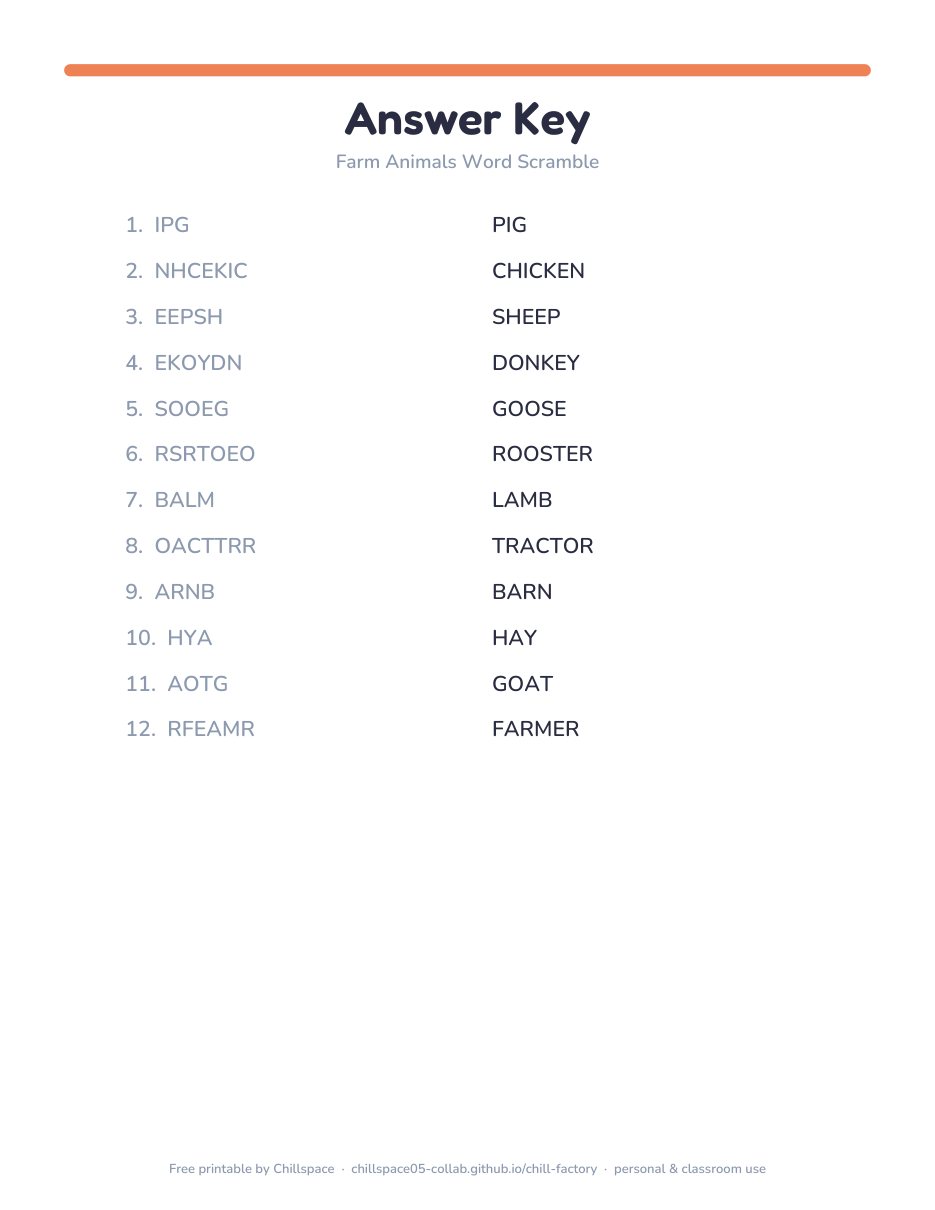 Answer Key
Farm Animals Word Scramble
1. IPG PIG
2. NHCEKIC CHICKEN
3. EEPSH SHEEP
4. EKOYDN DONKEY
5. SOOEG GOOSE
6. RSRTOEO ROOSTER
7. BALM LAMB
8. OACTTRR TRACTOR
9. ARNB BARN
10. HYA HAY
11. AOTG GOAT
12. RFEAMR FARMER
Free printable by Chillspace · chillspace05-collab.github.io/chill-factory · personal & classroom use